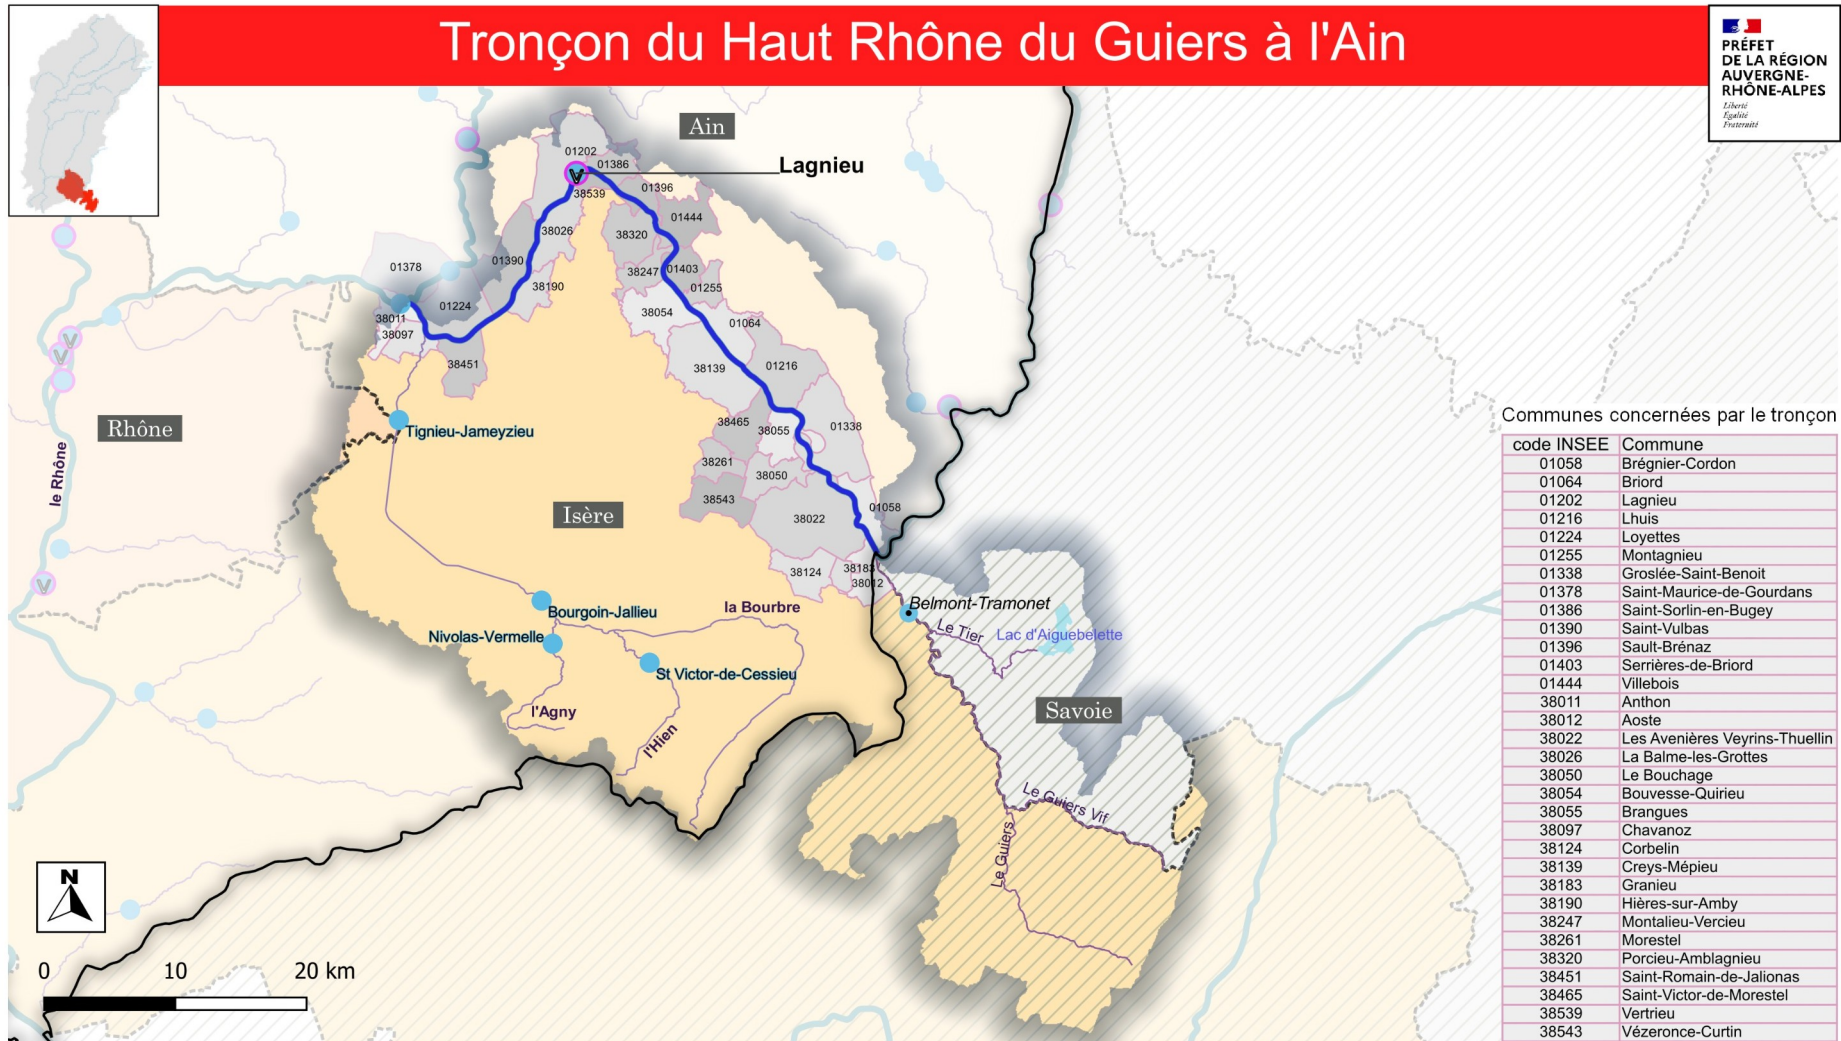 Tronçon du Haut Rhône du Guiers à l'Ain
PRÉFET
DE LA RÉGION
AUVERGNE-
RHÔNE-ALPES
Liberté
Égalité
Fraternité
Ain
Lagnieu
01202
01386
38539
01396
01444
38320
38026
01390
38247
01403
01255
38190
01378
01224
38011
38097
38451
38054
01064
38139
01216
38465
38055
01338
38261
38050
38543
38022
01058
38124
38183
38012
Rhône
le Rhône
Tignieu-Jameyzieu
Isère
Bourgoin-Jallieu
la Bourbre
Nivolas-Vermelle
St Victor-de-Cessieu
l'Agny
l'Hien
Belmont-Tramonet
Le Tier
Lac d'Aiguebelette
Savoie
Le Guiers Vif
Le Guiers
N
0 10 20 km
Communes concernées par le tronçon
code INSEE Commune
01058 Brégnier-Cordon
01064 Briord
01202 Lagnieu
01216 Lhuis
01224 Loyettes
01255 Montagnieu
01338 Groslée-Saint-Benoit
01378 Saint-Maurice-de-Gourdans
01386 Saint-Sorlin-en-Bugey
01390 Saint-Vulbas
01396 Sault-Brénaz
01403 Serrières-de-Briord
01444 Villebois
38011 Anthon
38012 Aoste
38022 Les Avenières Veyrins-Thuellin
38026 La Balme-les-Grottes
38050 Le Bouchage
38054 Bouvesse-Quirieu
38055 Brangues
38097 Chavanoz
38124 Corbelin
38139 Creys-Mépieu
38183 Granieu
38190 Hières-sur-Amby
38247 Montalieu-Vercieu
38261 Morestel
38320 Porcieu-Amblagnieu
38451 Saint-Romain-de-Jalionas
38465 Saint-Victor-de-Morestel
38539 Vertrieu
38543 Vézeronce-Curtin
V
V
V
V